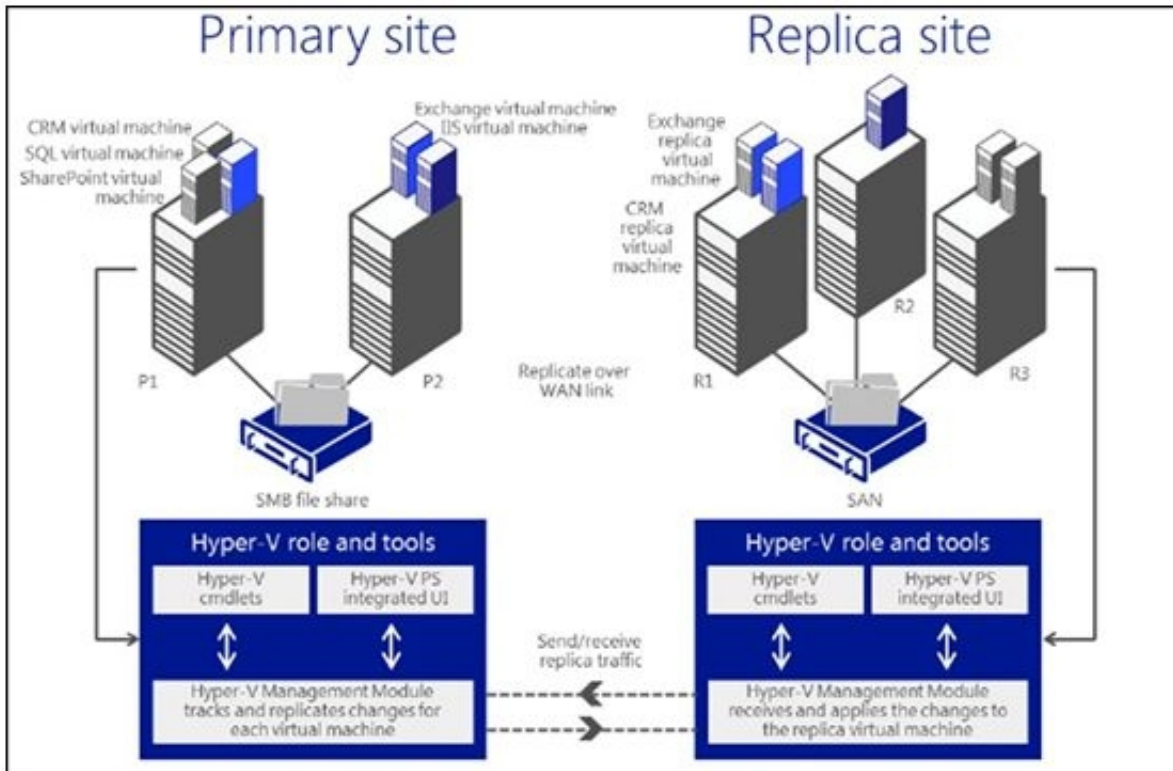 Primary site
Replica site
CRM virtual machine
SQL virtual machine
SharePoint virtual
machine
Exchange virtual machine
IIS virtual machine
P1
P2
SMB file share
Replicate over
WAN link
Exchange
replica
virtual
machine
CRM
replica
virtual
machine
R1
R2
R3
SAN
Hyper-V role and tools
Hyper-V
cmdlets
Hyper-V PS
integrated UI
Hyper-V Management Module
tracks and replicates changes for
each virtual machine
Send/receive
replica traffic
Hyper-V role and tools
Hyper-V
cmdlets
Hyper-V PS
integrated UI
Hyper-V Management Module
receives and applies the changes to
the replica virtual machine